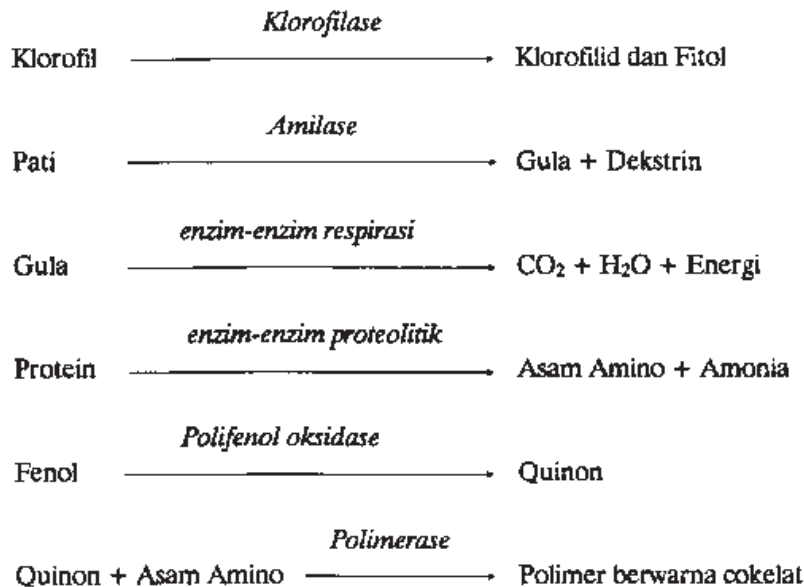 Klorofilase
Klorofil → Klorofilid dan Fitol
Amilase
Pati → Gula + Dekstrin
enzim-enzim respirasi
Gula → CO₂ + H₂O + Energi
enzim-enzim proteolitik
Protein → Asam Amino + Amonia
Polifenol oksidase
Fenol → Quinon
Polimerase
Quinon + Asam Amino → Polimer berwarna cokelat